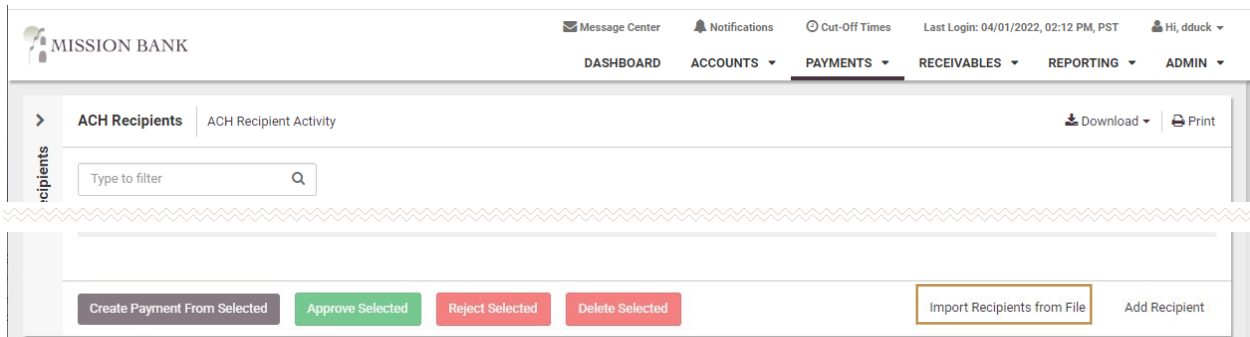 Message Center Notifications Cut-Off Times Last Login: 04/01/2022, 02:12 PM, PST Hi, dduck
MISSION BANK
DASHBOARD ACCOUNTS PAYMENTS RECEIVABLES REPORTING ADMIN
ACH Recipients ACH Recipient Activity Download Print
Type to filter
Create Payment From Selected Approve Selected Reject Selected Delete Selected Import Recipients from File Add Recipient